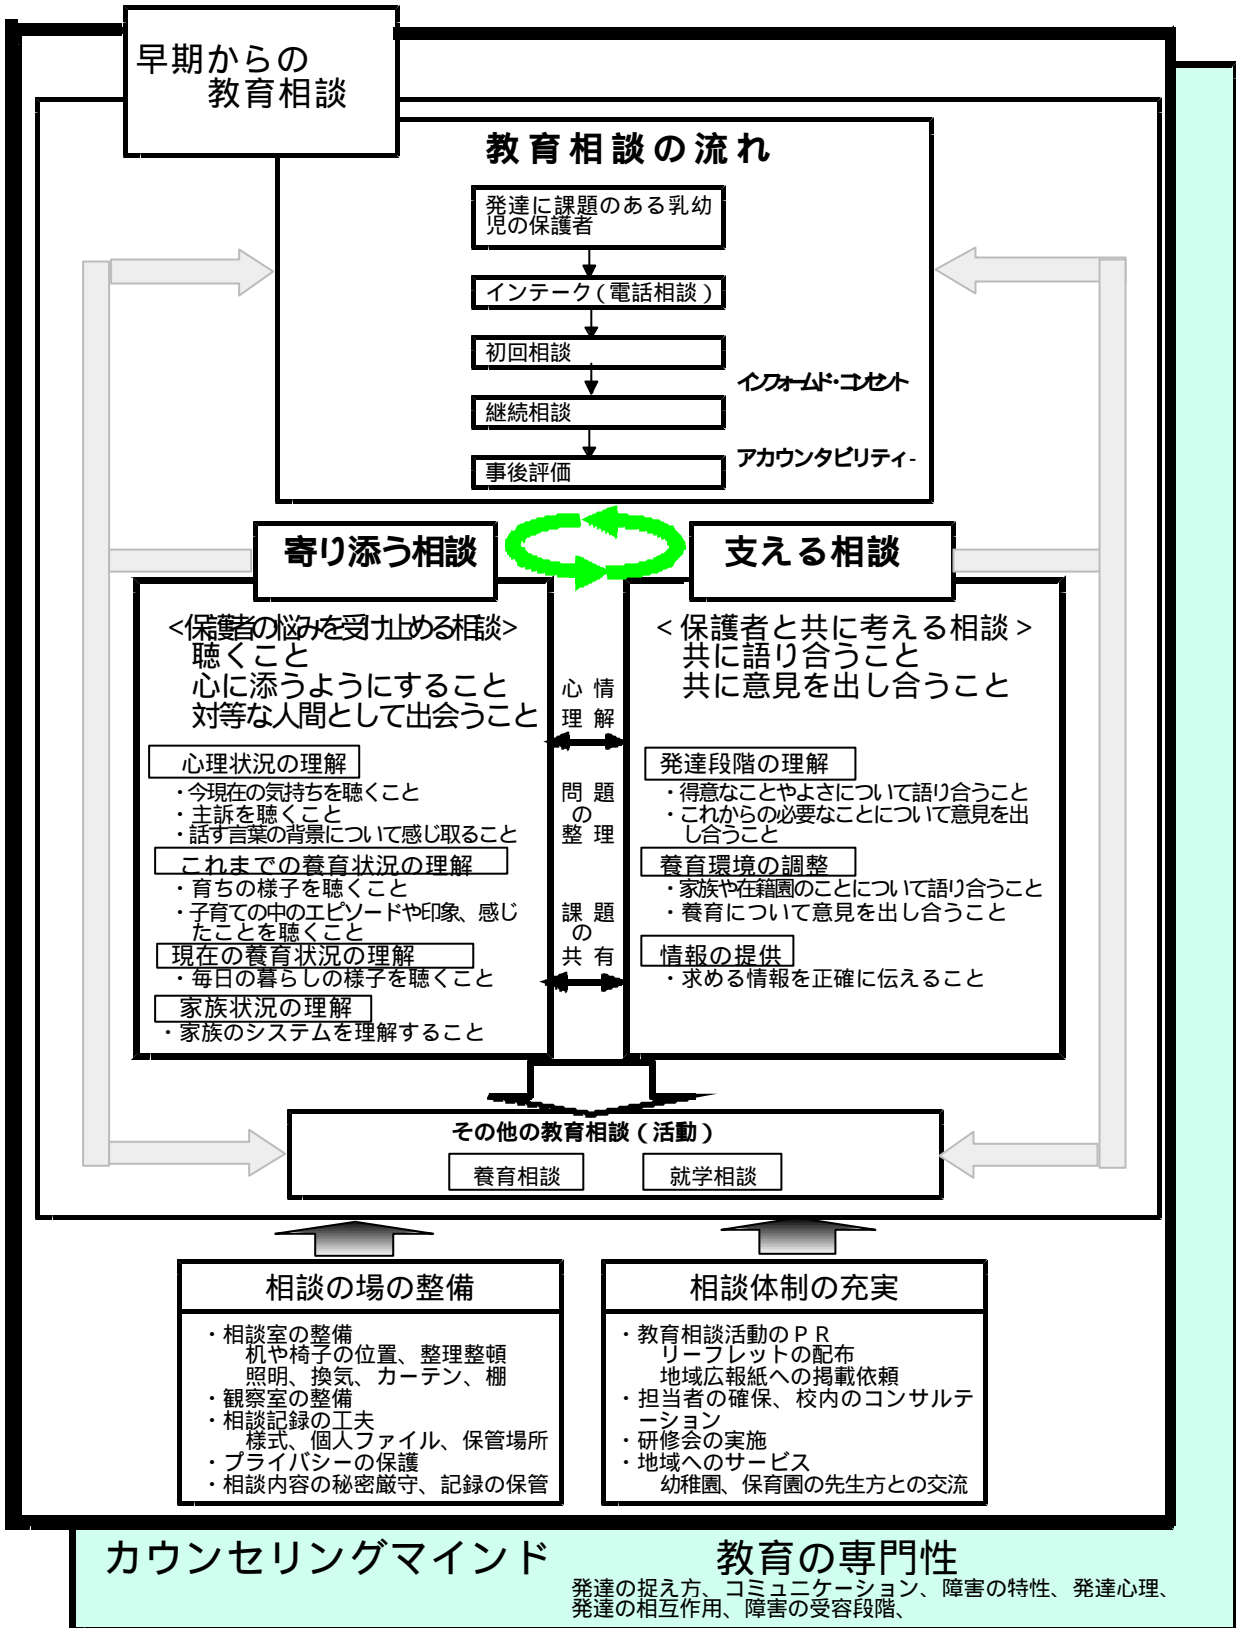 早期からの
教育相談
教育相談の流れ
発達に課題のある乳幼
児の保護者
インテーク(電話相談)
初回相談
インフォームド・コンセント
継続相談
アカウンタビリティ-
事後評価
寄り添う相談
<保護者の悩みを受け止める相談>
聴くこと
心に添うようにすること
対等な人間として出会うこと
心理状況の理解
・今現在の気持ちを聴くこと
・主訴を聴くこと
・話す言葉の背景について感じ取ること
これまでの養育状況の理解
・育ちの様子を聴くこと
・子育ての中のエピソードや印象、感じ
たことを聴くこと
現在の養育状況の理解
・毎日の暮らしの様子を聴くこと
家族状況の理解
・家族のシステムを理解すること
心 情
理 解
問 題
の
整 理
課 題
の
共 有
支える相談
<保護者と共に考える相談>
共に語り合うこと
共に意見を出し合うこと
発達段階の理解
・得意なことやよさについて語り合うこと
・これからの必要なことについて意見を出
し合うこと
養育環境の調整
・家族や在籍園のことについて語り合うこと
・養育について意見を出し合うこと
情報の提供
・求める情報を正確に伝えること
その他の教育相談(活動)
養育相談
就学相談
相談の場の整備
・相談室の整備
机や椅子の位置、整理整頓
照明、換気、カーテン、棚
・観察室の整備
・相談記録の工夫
様式、個人ファイル、保管場所
・プライバシーの保護
・相談内容の秘密厳守、記録の保管
相談体制の充実
・教育相談活動のPR
リーフレットの配布
地域広報紙への掲載依頼
・担当者の確保、校内のコンサルテ
ーション
・研修会の実施
・地域へのサービス
幼稚園、保育園の先生方との交流
カウンセリングマインド
教育の専門性
発達の捉え方、コミュニケーション、障害の特性、発達心理、
発達の相互作用、障害の受容段階、